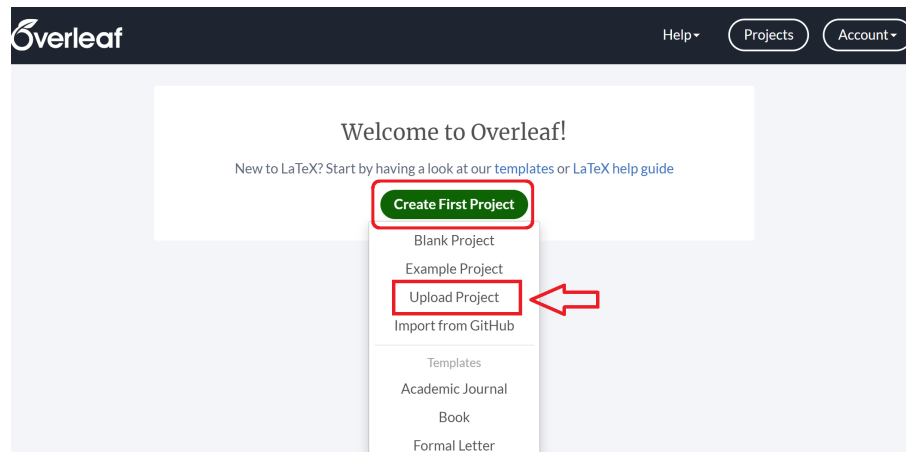 Overleaf
Help
Projects
Account
Welcome to Overleaf!
New to LaTeX? Start by having a look at our templates or LaTeX help guide
Create First Project
Blank Project
Example Project
Upload Project
Import from GitHub
Templates
Academic Journal
Book
Formal Letter